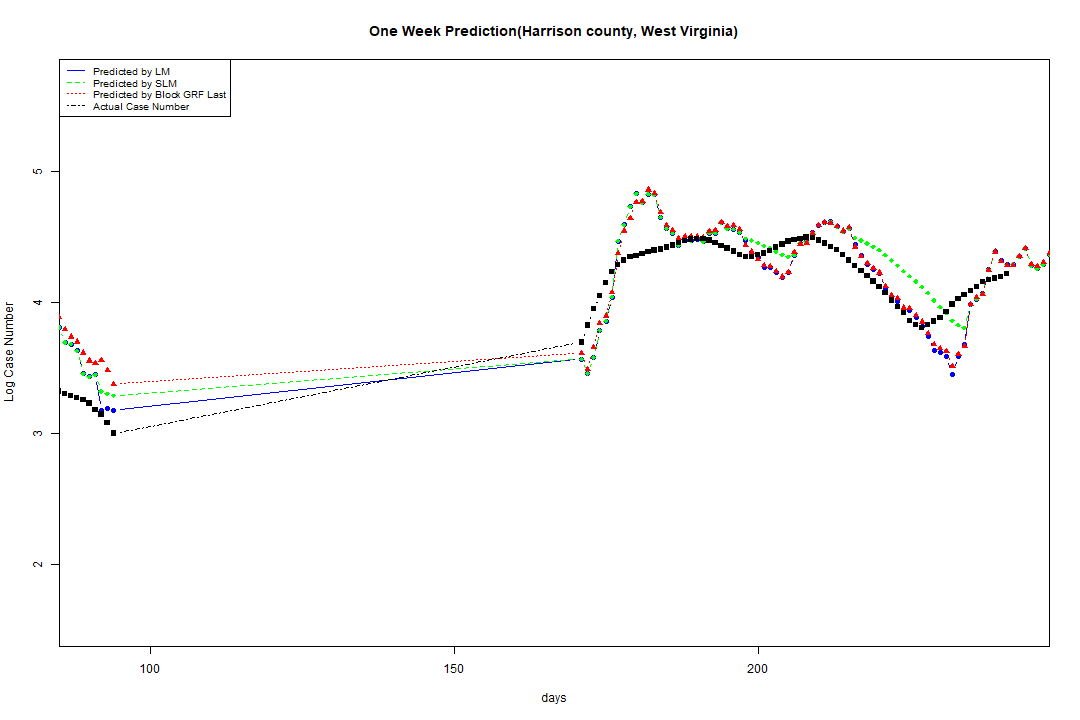 One Week Prediction(Harrison county, West Virginia)
Predicted by LM
Predicted by SLM
Predicted by Block GRF Last
Actual Case Number
5
4
3
2
Log Case Number
100
150
200
days